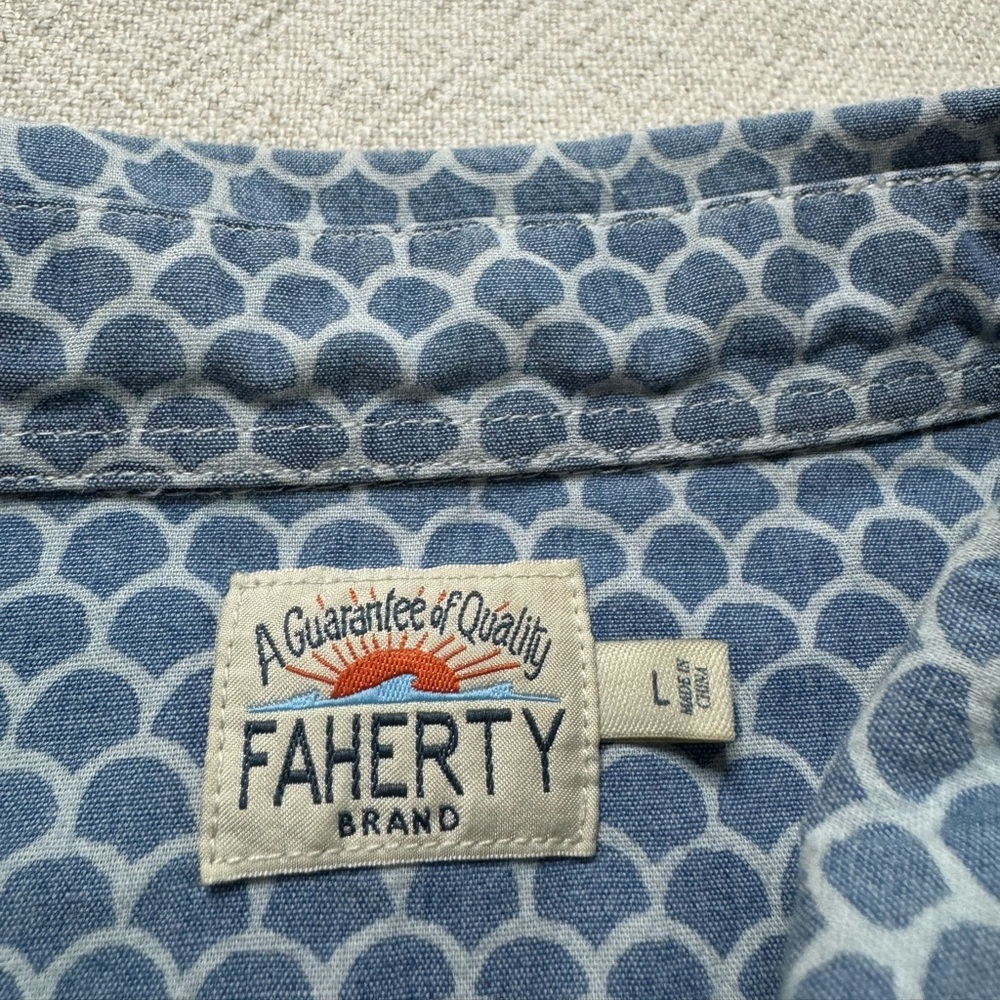 A Guarantee of Quality
FAHERTY
BRAND
L
MADE IN
CHINA